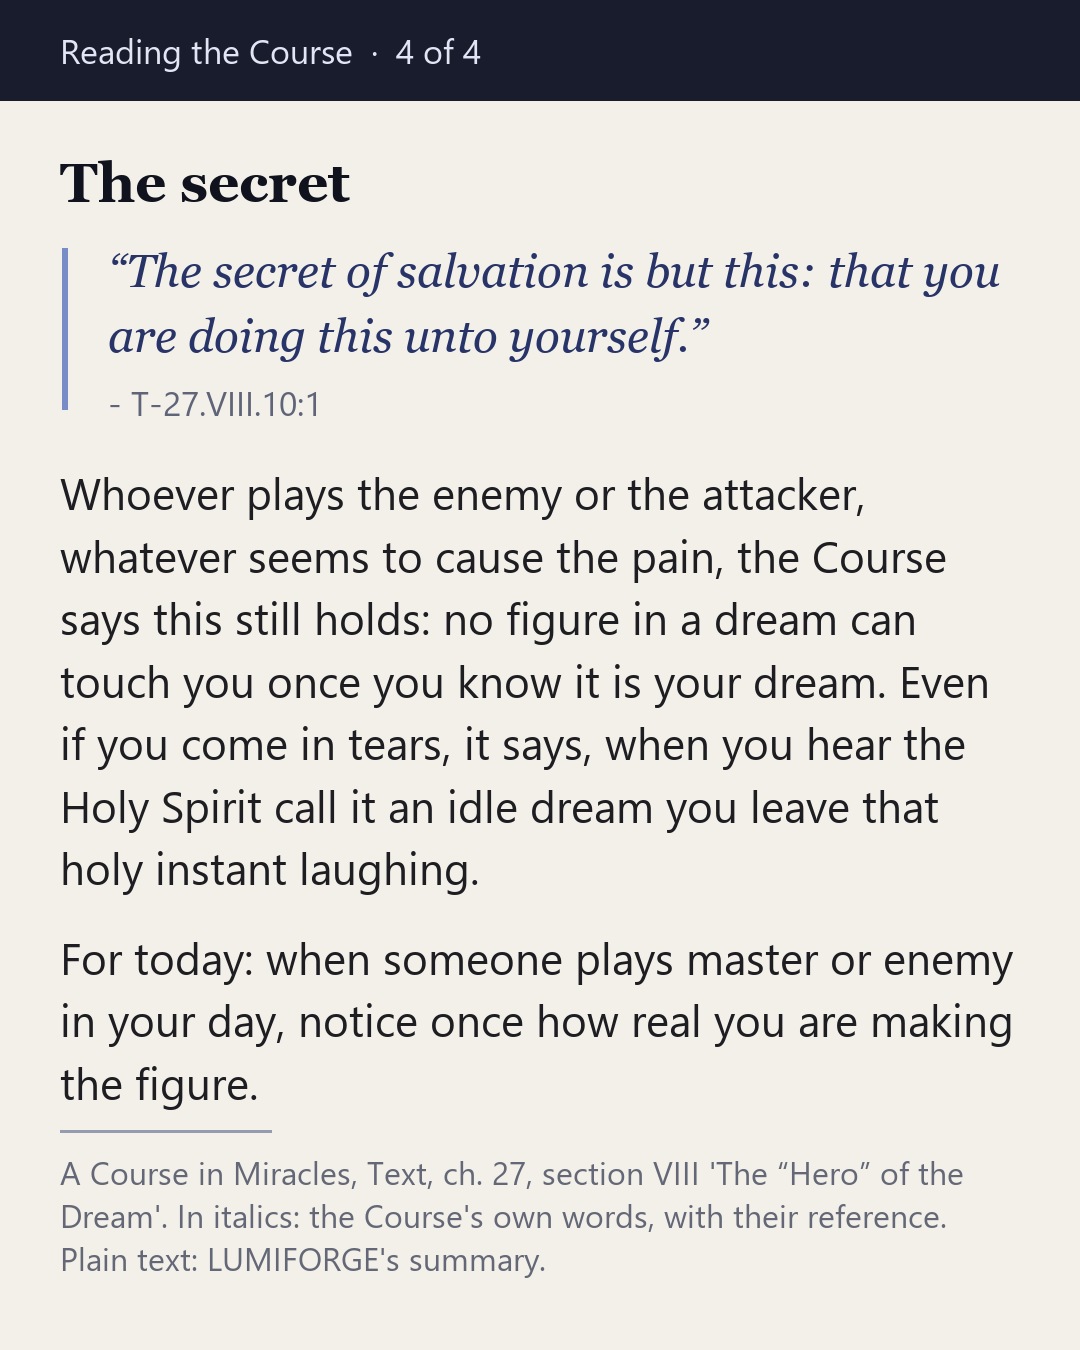 Reading the Course · 4 of 4
The secret
“The secret of salvation is but this: that you
are doing this unto yourself.”
- T-27.VIII.10:1
Whoever plays the enemy or the attacker,
whatever seems to cause the pain, the Course
says this still holds: no figure in a dream can
touch you once you know it is your dream. Even
if you come in tears, it says, when you hear the
Holy Spirit call it an idle dream you leave that
holy instant laughing.
For today: when someone plays master or enemy
in your day, notice once how real you are making
the figure.
A Course in Miracles, Text, ch. 27, section VIII 'The “Hero” of the
Dream'. In italics: the Course's own words, with their reference.
Plain text: LUMIFORGE's summary.